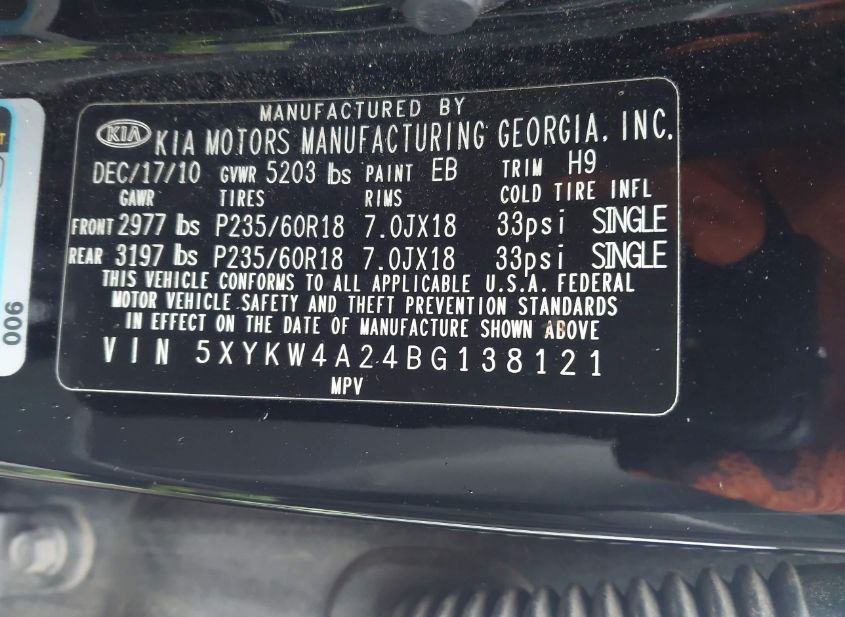 MANUFACTURED BY
KIA KIA MOTORS MANUFACTURING GEORGIA, INC.
DEC/17/10 GVWR 5203 lbs PAINT EB TRIM H9
GAWR TIRES RIMS COLD TIRE INFL
FRONT 2977 lbs P235/60R18 7.0JX18 33psi SINGLE
REAR 3197 lbs P235/60R18 7.0JX18 33psi SINGLE
THIS VEHICLE CONFORMS TO ALL APPLICABLE U.S.A. FEDERAL
MOTOR VEHICLE SAFETY AND THEFT PREVENTION STANDARDS
IN EFFECT ON THE DATE OF MANUFACTURE SHOWN ABOVE
VIN 5XYKW4A24BG138121
MPV
006